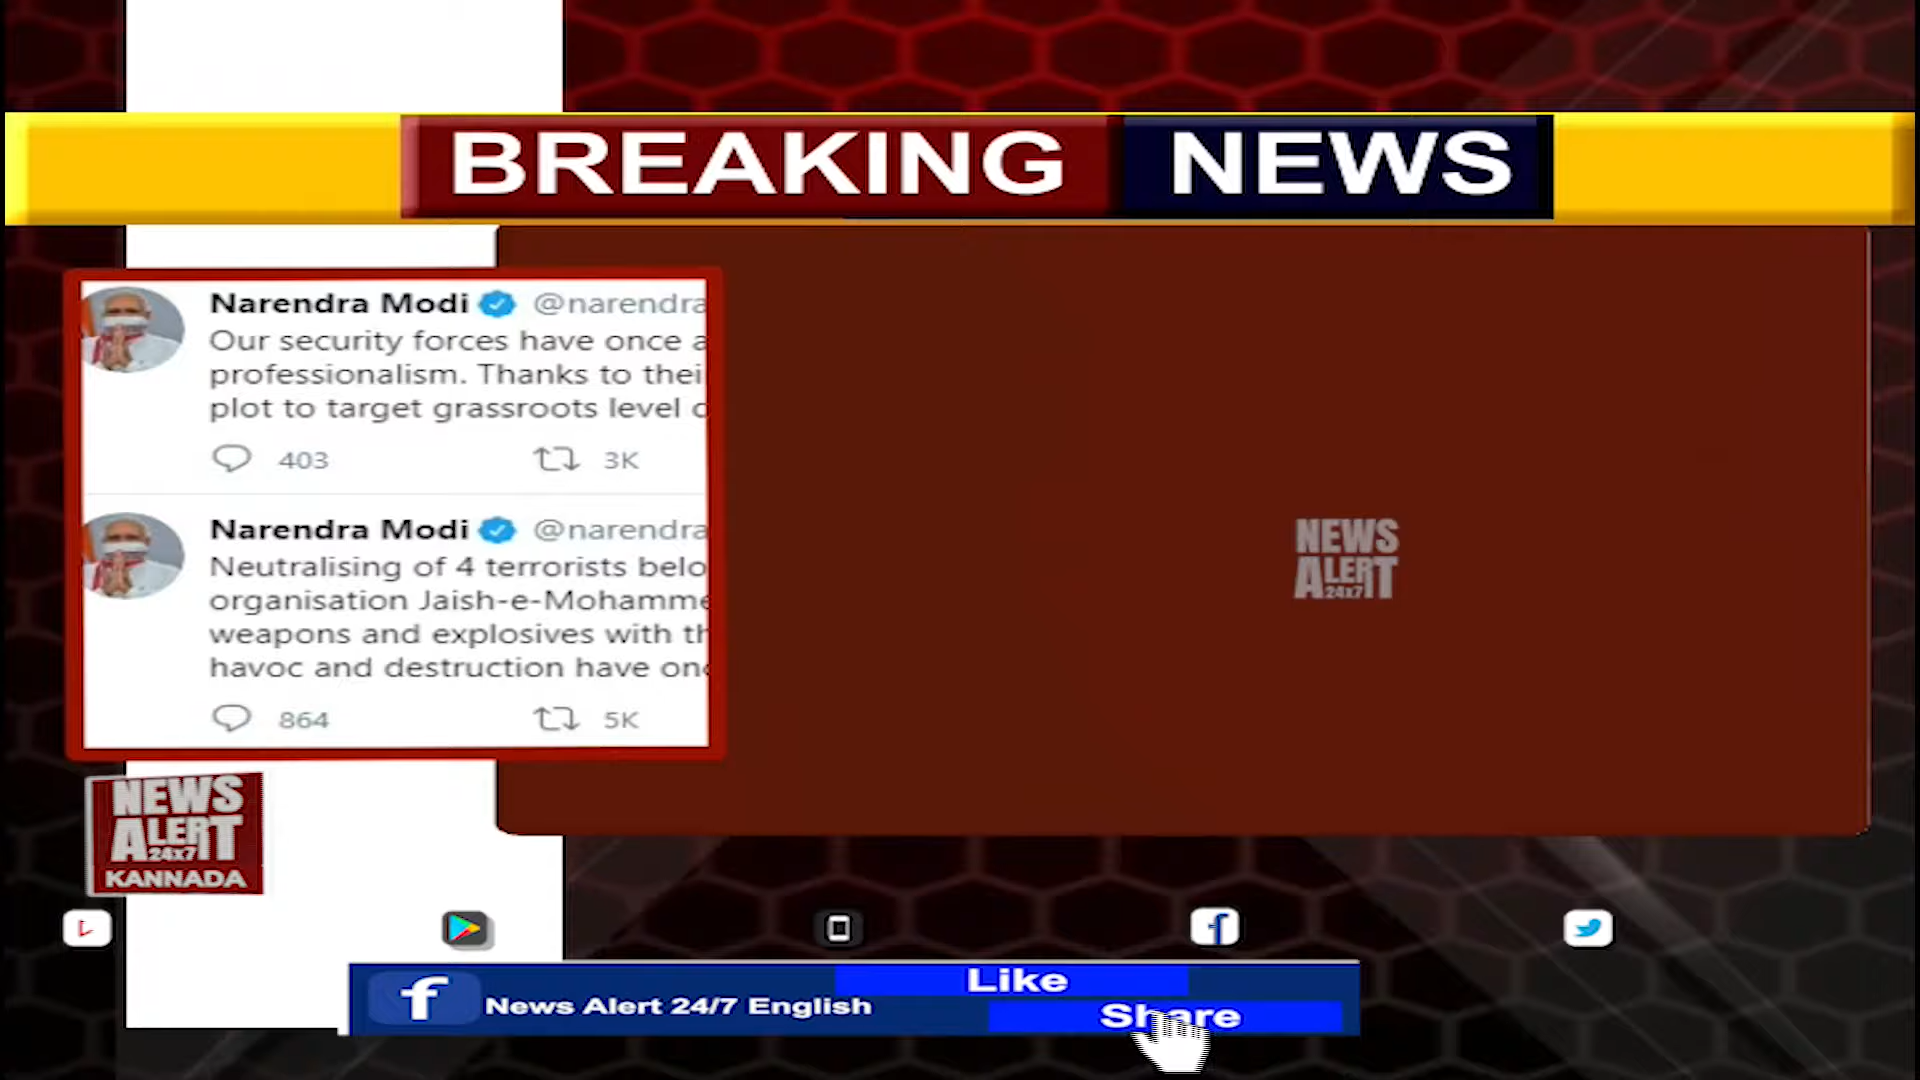 BREAKING NEWS
Narendra Modi @narendra
Our security forces have once a
professionalism. Thanks to thei
plot to target grassroots level
403 3K
Narendra Modi @narendra
Neutralising of 4 terrorists belo
organisation Jaish-e-Mohamme
weapons and explosives with th
havoc and destruction have on
864 5K
NEWS
ALERT
24x7
NEWS
ALERT
24x7
KANNADA
News Alert 24/7 English
Like
Share